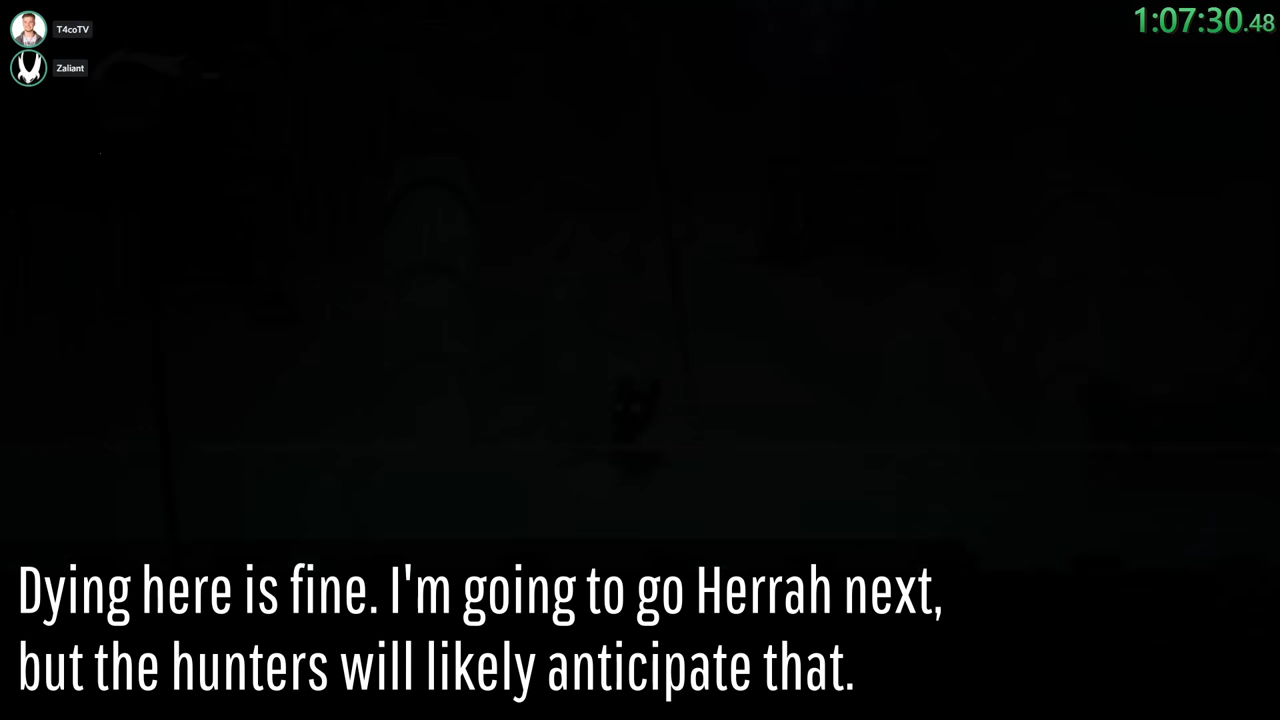 T4coTV
1:07:30.48
Zaliant
Dying here is fine. I'm going to go Herrah next,
but the hunters will likely anticipate that.